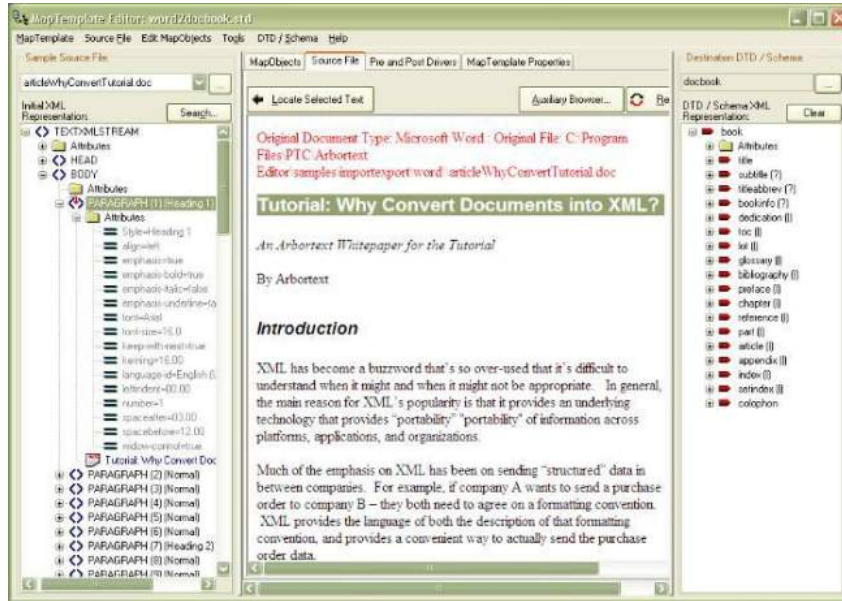 MapTemplate Editor: word2docbook.std
MapTemplate Source File Edit MapObjects Tools DTD / Schema Help
Sample Source File
articleWhyConvertTutorial.doc
...
Initial XML
Representation:
Search...
TEXTXMLSTREAM
Attributes
HEAD
BODY
Attributes
PARAGRAPH (1) (Heading 1)
Attributes
Style=Heading 1
align=left
emphasis=true
emphasis-bold=true
emphasis-italic=false
emphasis-underline=fa
font=Arial
font-size=16.0
keep-with-next=true
kerning=16.00
language-id=English (U
leftindent=00.00
number=1
spaceafter=03.00
spacebefore=12.00
widow-control=true
Tutorial: Why Convert Doc
PARAGRAPH (2) (Normal)
PARAGRAPH (3) (Normal)
PARAGRAPH (4) (Normal)
PARAGRAPH (5) (Normal)
PARAGRAPH (6) (Normal)
PARAGRAPH (7) (Heading 2)
PARAGRAPH (8) (Normal)
PARAGRAPH (9) (Normal)
MapObjects Source File Pre and Post Drivers MapTemplate Properties
Locate Selected Text Auxiliary Browser... Re
Original Document Type: Microsoft Word : Original File: C:\Program
Files\PTC\Arbortext
Editor\samples\importexport\word\articleWhyConvertTutorial.doc
Tutorial: Why Convert Documents into XML?
An Arbortext Whitepaper for the Tutorial
By Arbortext
Introduction
XML has become a buzzword that's so over-used that it's difficult to
understand when it might and when it might not be appropriate. In general,
the main reason for XML's popularity is that it provides an underlying
technology that provides "portability" "portability" of information across
platforms, applications, and organizations.
Much of the emphasis on XML has been on sending "structured" data in
between companies. For example, if company A wants to send a purchase
order to company B – they both need to agree on a formatting convention.
XML provides the language of both the description of that formatting
convention, and provides a convenient way to actually send the purchase
order data.
Destination DTD / Schema
docbook
...
DTD / Schema XML
Representation:
Clear
book
Attributes
title
subtitle (?)
titleabbrev (?)
bookinfo (?)
dedication (|)
toc (|)
lot (|)
glossary (|)
bibliography (|)
preface (|)
chapter (|)
reference (|)
part (|)
article (|)
appendix (|)
index (|)
setindex (|)
colophon